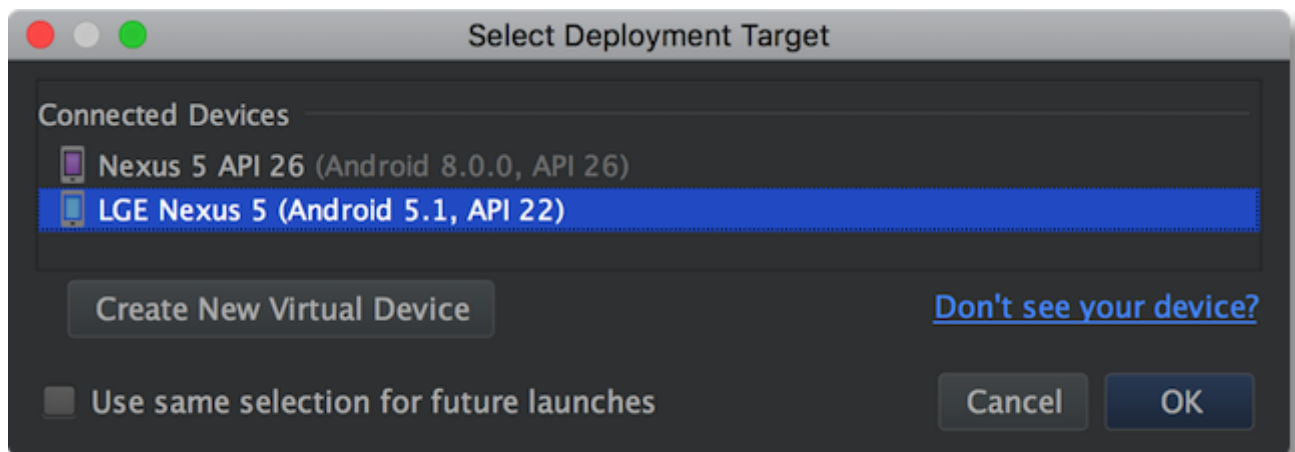 Select Deployment Target
Connected Devices
Nexus 5 API 26 (Android 8.0.0, API 26)
LGE Nexus 5 (Android 5.1, API 22)
Create New Virtual Device
Don't see your device?
Use same selection for future launches
Cancel
OK